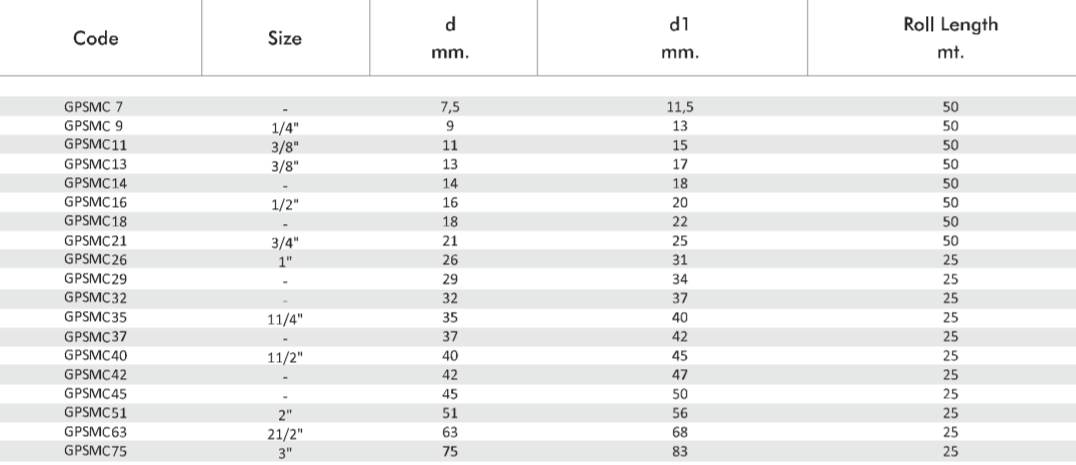 Code Size d mm. d1 mm. Roll Length mt.
GPSMC 7 - 7,5 11,5 50
GPSMC 9 1/4" 9 13 50
GPSMC11 3/8" 11 15 50
GPSMC13 3/8" 13 17 50
GPSMC14 - 14 18 50
GPSMC16 1/2" 16 20 50
GPSMC18 - 18 22 50
GPSMC21 3/4" 21 25 50
GPSMC26 1" 26 31 25
GPSMC29 - 29 34 25
GPSMC32 - 32 37 25
GPSMC35 11/4" 35 40 25
GPSMC37 - 37 42 25
GPSMC40 11/2" 40 45 25
GPSMC42 - 42 47 25
GPSMC45 - 45 50 25
GPSMC51 2" 51 56 25
GPSMC63 21/2" 63 68 25
GPSMC75 3" 75 83 25